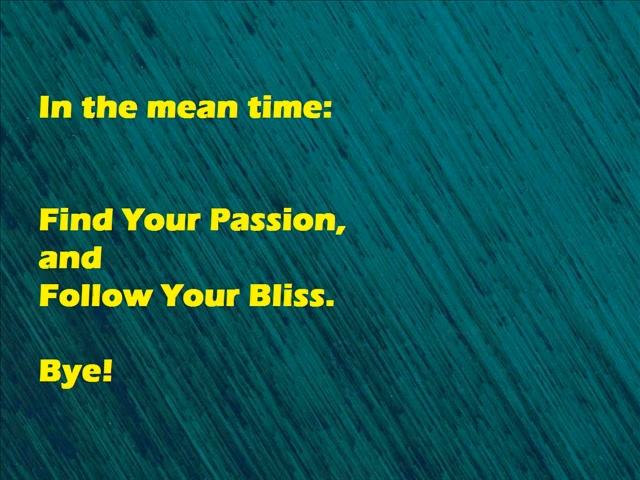 In the mean time:
Find Your Passion,
and
Follow Your Bliss.
Bye!